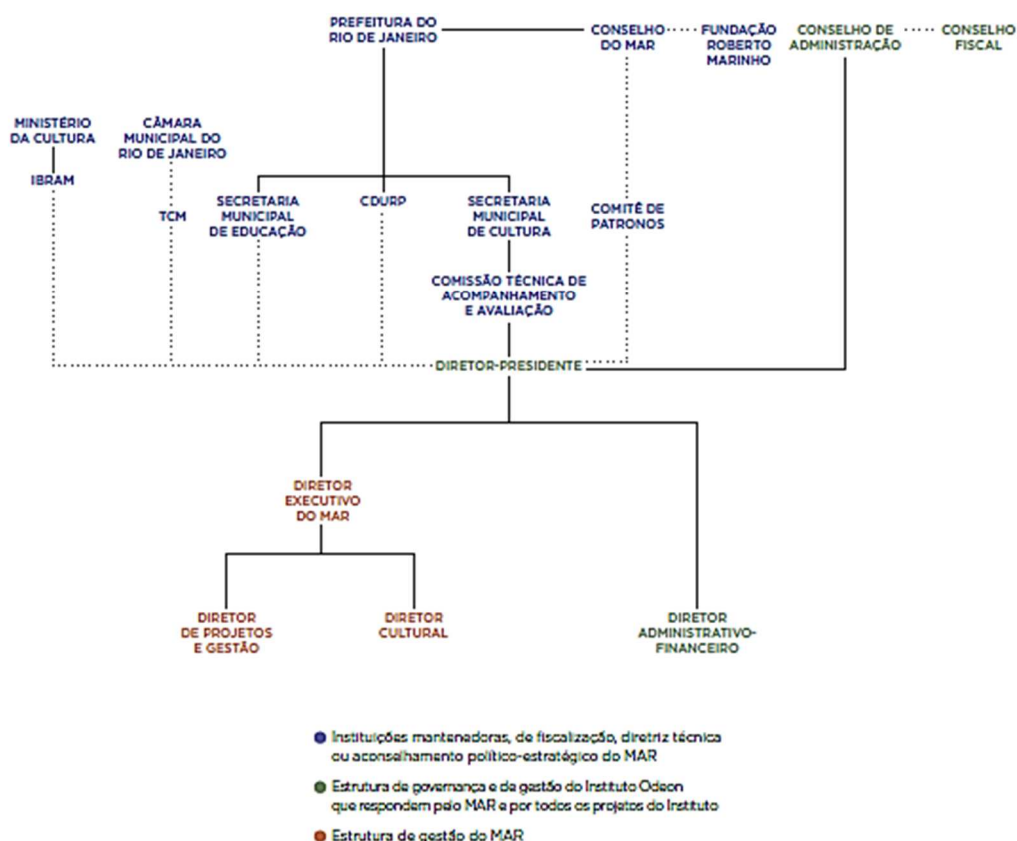 PREFEITURA DO
RIO DE JANEIRO
CONSELHO
DO MAR
FUNDAÇÃO
ROBERTO
MARINHO
CONSELHO DE
ADMINISTRAÇÃO
CONSELHO
FISCAL
MINISTÉRIO
DA CULTURA
CÂMARA
MUNICIPAL DO
RIO DE JANEIRO
IBRAM
TCM
SECRETARIA
MUNICIPAL
DE EDUCAÇÃO
CDURP
SECRETARIA
MUNICIPAL
DE CULTURA
COMITÊ DE
PATRONOS
COMISSÃO TÉCNICA DE
ACOMPANHAMENTO
E AVALIAÇÃO
DIRETOR-PRESIDENTE
DIRETOR
EXECUTIVO
DO MAR
DIRETOR
DE PROJETOS
E GESTÃO
DIRETOR
CULTURAL
DIRETOR
ADMINISTRATIVO-
FINANCEIRO
Instituições mantenedoras, de fiscalização, diretriz técnica
ou aconselhamento político-estratégico do MAR
Estrutura de governança e de gestão do Instituto Odeon
que respondem pelo MAR e por todos os projetos do Instituto
Estrutura de gestão do MAR